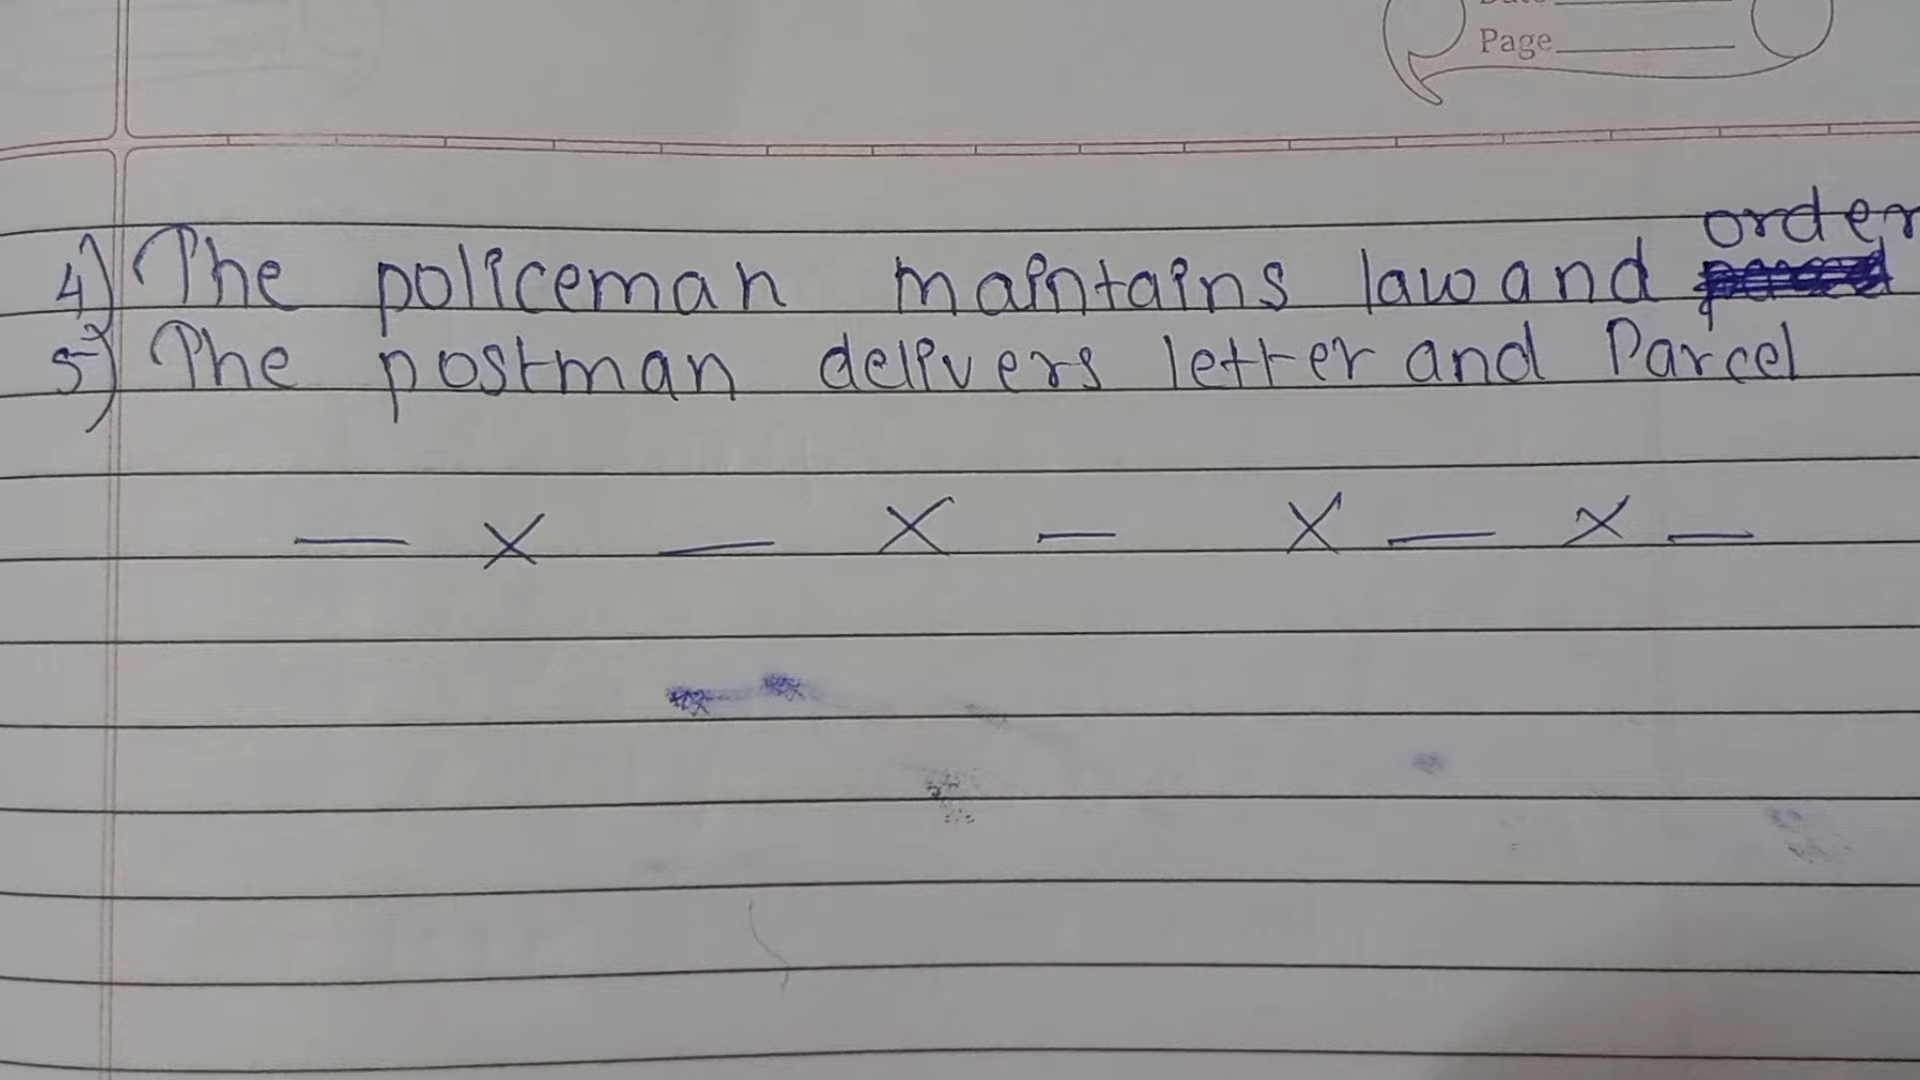 Page
order
4) The policeman maintains law and
5) The postman delivers letter and Parcel
— x — x — x — x —